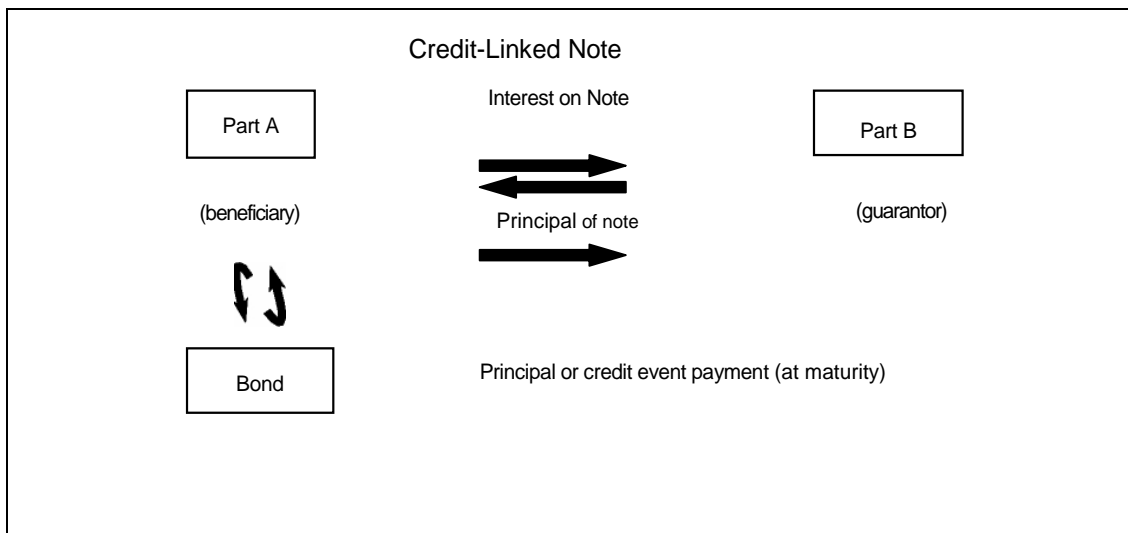 Credit-Linked Note
Interest on Note
Part A
Part B
(beneficiary)
(guarantor)
Principal of note
Bond
Principal or credit event payment (at maturity)